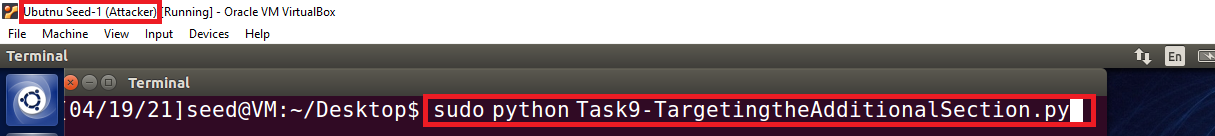 Ubutnu Seed-1 (Attacker) [Running] - Oracle VM VirtualBox
File Machine View Input Devices Help
Terminal En
Terminal
[04/19/21]seed@VM:~/Desktop$ sudo python Task9-TargetingtheAdditionalSection.py